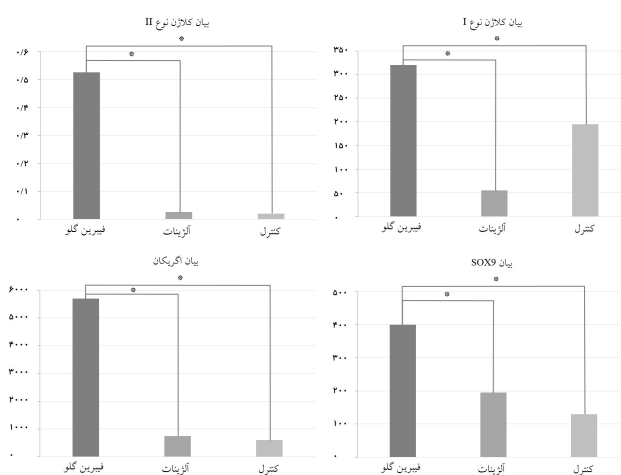 بیان کلاژن نوع I
۳۵۰
۳۰۰
۲۵۰
۲۰۰
۱۵۰
۱۰۰
۵۰
۰
فیبرین گلو
آلژینات
کنترل
بیان کلاژن نوع II
۰/۶
۰/۵
۰/۴
۰/۳
۰/۲
۰/۱
۰
فیبرین گلو
آلژینات
کنترل
بیان SOX9
۵۰۰
۴۰۰
۳۰۰
۲۰۰
۱۰۰
۰
فیبرین گلو
آلژینات
کنترل
بیان اگریکان
۶۰۰۰
۵۰۰۰
۴۰۰۰
۳۰۰۰
۲۰۰۰
۱۰۰۰
۰
فیبرین گلو
آلژینات
کنترل